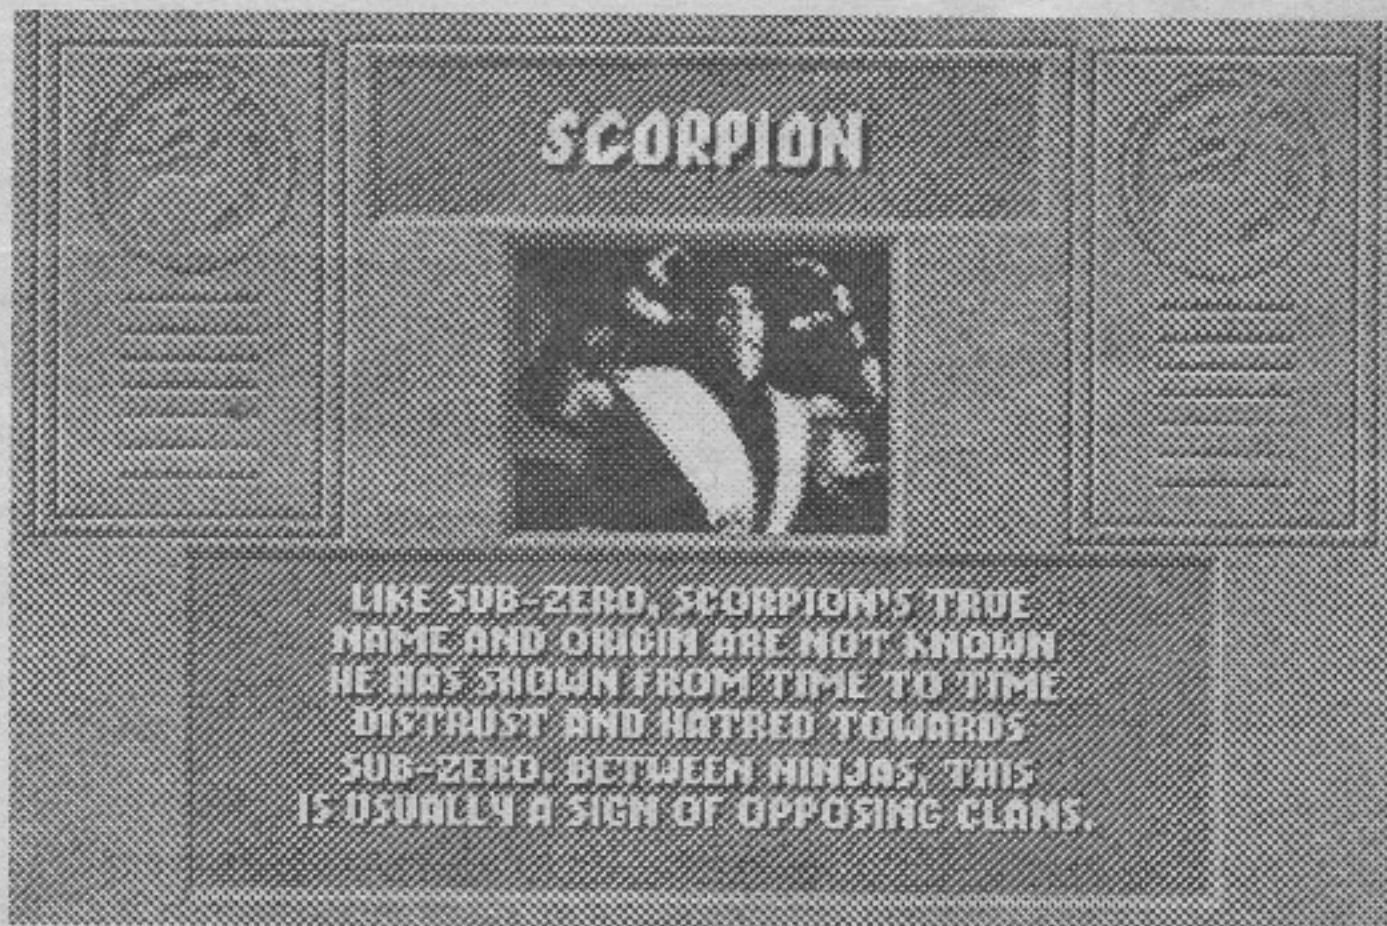 SCORPION
LIKE SUB-ZERO, SCORPION'S TRUE
NAME AND ORIGIN ARE NOT KNOWN
HE HAS SHOWN FROM TIME TO TIME
DISTRUST AND HATRED TOWARDS
SUB-ZERO. BETWEEN NINJAS, THIS
IS USUALLY A SIGN OF OPPOSING CLANS.